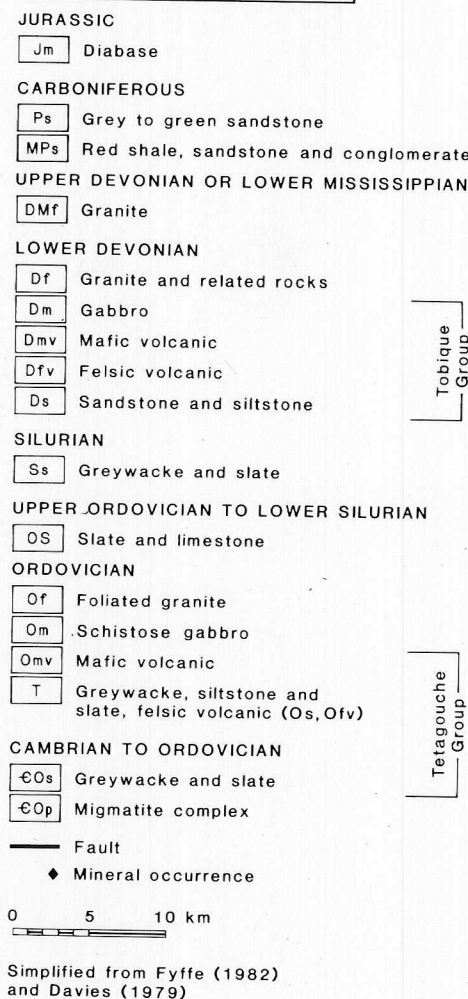 JURASSIC
Jm Diabase
CARBONIFEROUS
Ps Grey to green sandstone
MPs Red shale, sandstone and conglomerate
UPPER DEVONIAN OR LOWER MISSISSIPPIAN
DMf Granite
LOWER DEVONIAN
Df Granite and related rocks
Dm Gabbro
Dmv Mafic volcanic
Dfv Felsic volcanic
Ds Sandstone and siltstone
Tobique
Group
SILURIAN
Ss Greywacke and slate
UPPER ORDOVICIAN TO LOWER SILURIAN
OS Slate and limestone
ORDOVICIAN
Of Foliated granite
Om Schistose gabbro
Omv Mafic volcanic
T Greywacke, siltstone and
slate, felsic volcanic (Os, Ofv)
CAMBRIAN TO ORDOVICIAN
ЄOs Greywacke and slate
ЄOp Migmatite complex
Tetagouche
Group
Fault
Mineral occurrence
0 5 10 km
Simplified from Fyffe (1982)
and Davies (1979)